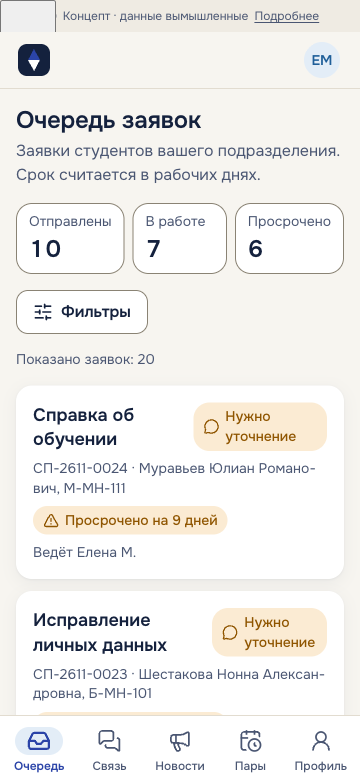 Концепт · данные вымышленные Подробнее
ЕМ
Очередь заявок
Заявки студентов вашего подразделения.
Срок считается в рабочих днях.
Отправлены
10
В работе
7
Просрочено
6
Фильтры
Показано заявок: 20
Справка об
обучении
Нужно
уточнение
СП-2611-0024 · Муравьев Юлиан Романо-
вич, М-МН-111
Просрочено на 9 дней
Ведёт Елена М.
Исправление
личных данных
Нужно
уточнение
СП-2611-0023 · Шестакова Нонна Алексан-
дровна, Б-МН-101
Очередь
Связь
Новости
Пары
Профиль